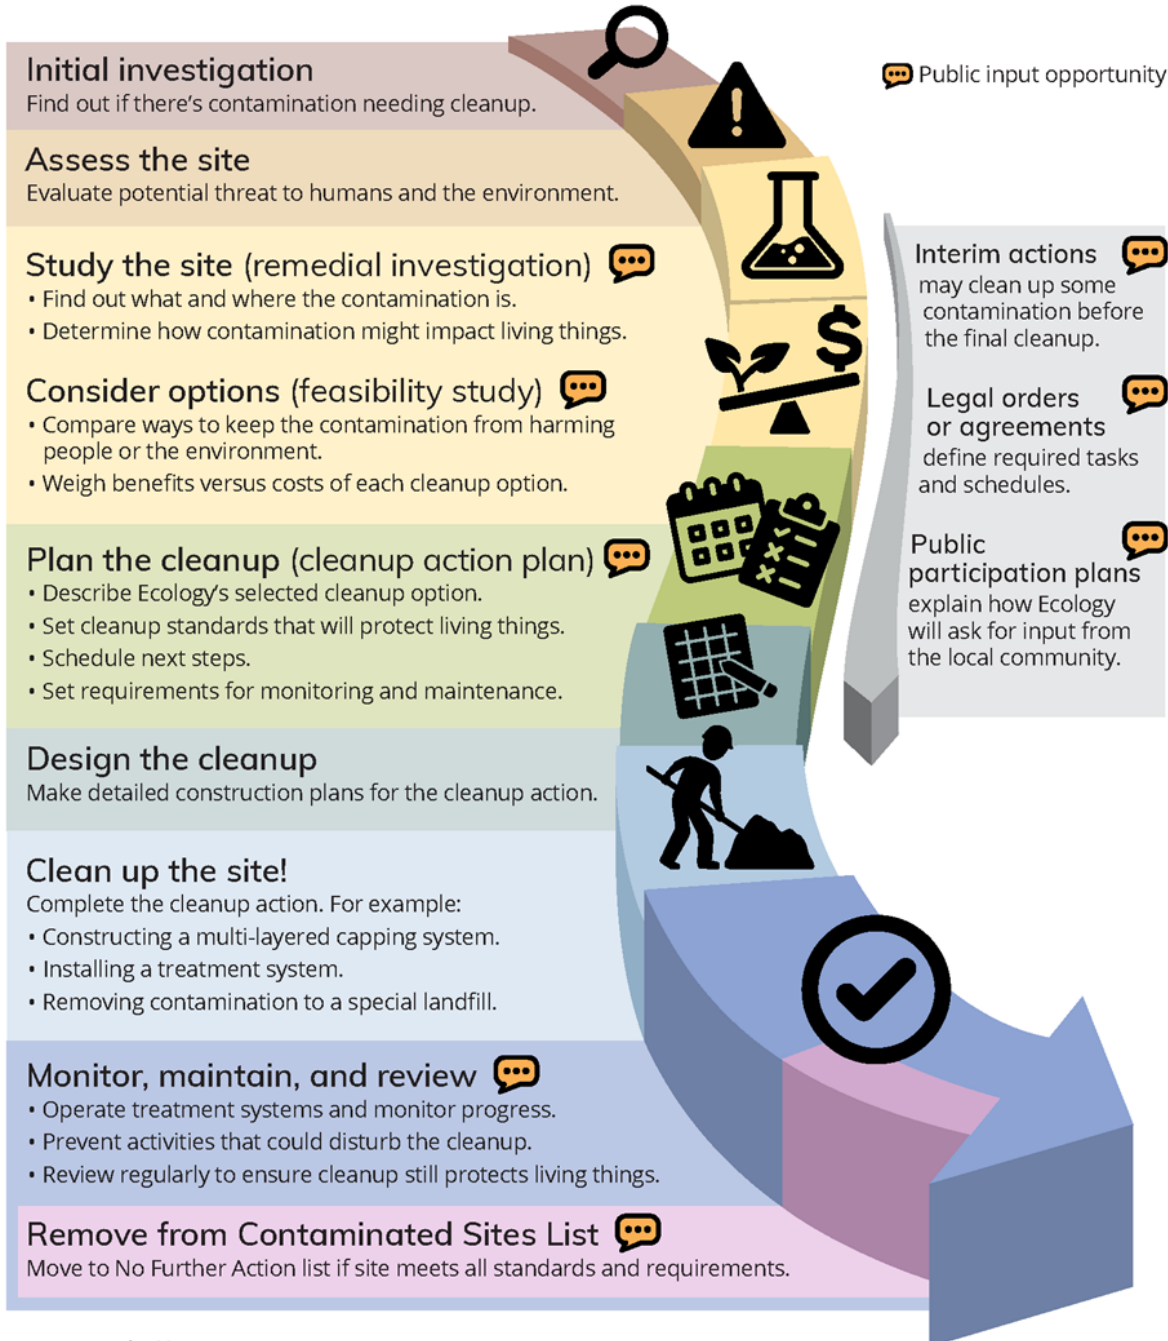 Initial investigation
Find out if there's contamination needing cleanup.
Assess the site
Evaluate potential threat to humans and the environment.
Study the site (remedial investigation)
• Find out what and where the contamination is.
• Determine how contamination might impact living things.
Consider options (feasibility study)
• Compare ways to keep the contamination from harming
people or the environment.
• Weigh benefits versus costs of each cleanup option.
Plan the cleanup (cleanup action plan)
• Describe Ecology's selected cleanup option.
• Set cleanup standards that will protect living things.
• Schedule next steps.
• Set requirements for monitoring and maintenance.
Design the cleanup
Make detailed construction plans for the cleanup action.
Clean up the site!
Complete the cleanup action. For example:
• Constructing a multi-layered capping system.
• Installing a treatment system.
• Removing contamination to a special landfill.
Monitor, maintain, and review
• Operate treatment systems and monitor progress.
• Prevent activities that could disturb the cleanup.
• Review regularly to ensure cleanup still protects living things.
Remove from Contaminated Sites List
Move to No Further Action list if site meets all standards and requirements.
Public input opportunity
Interim actions
may clean up some
contamination before
the final cleanup.
Legal orders
or agreements
define required tasks
and schedules.
Public
participation plans
explain how Ecology
will ask for input from
the local community.